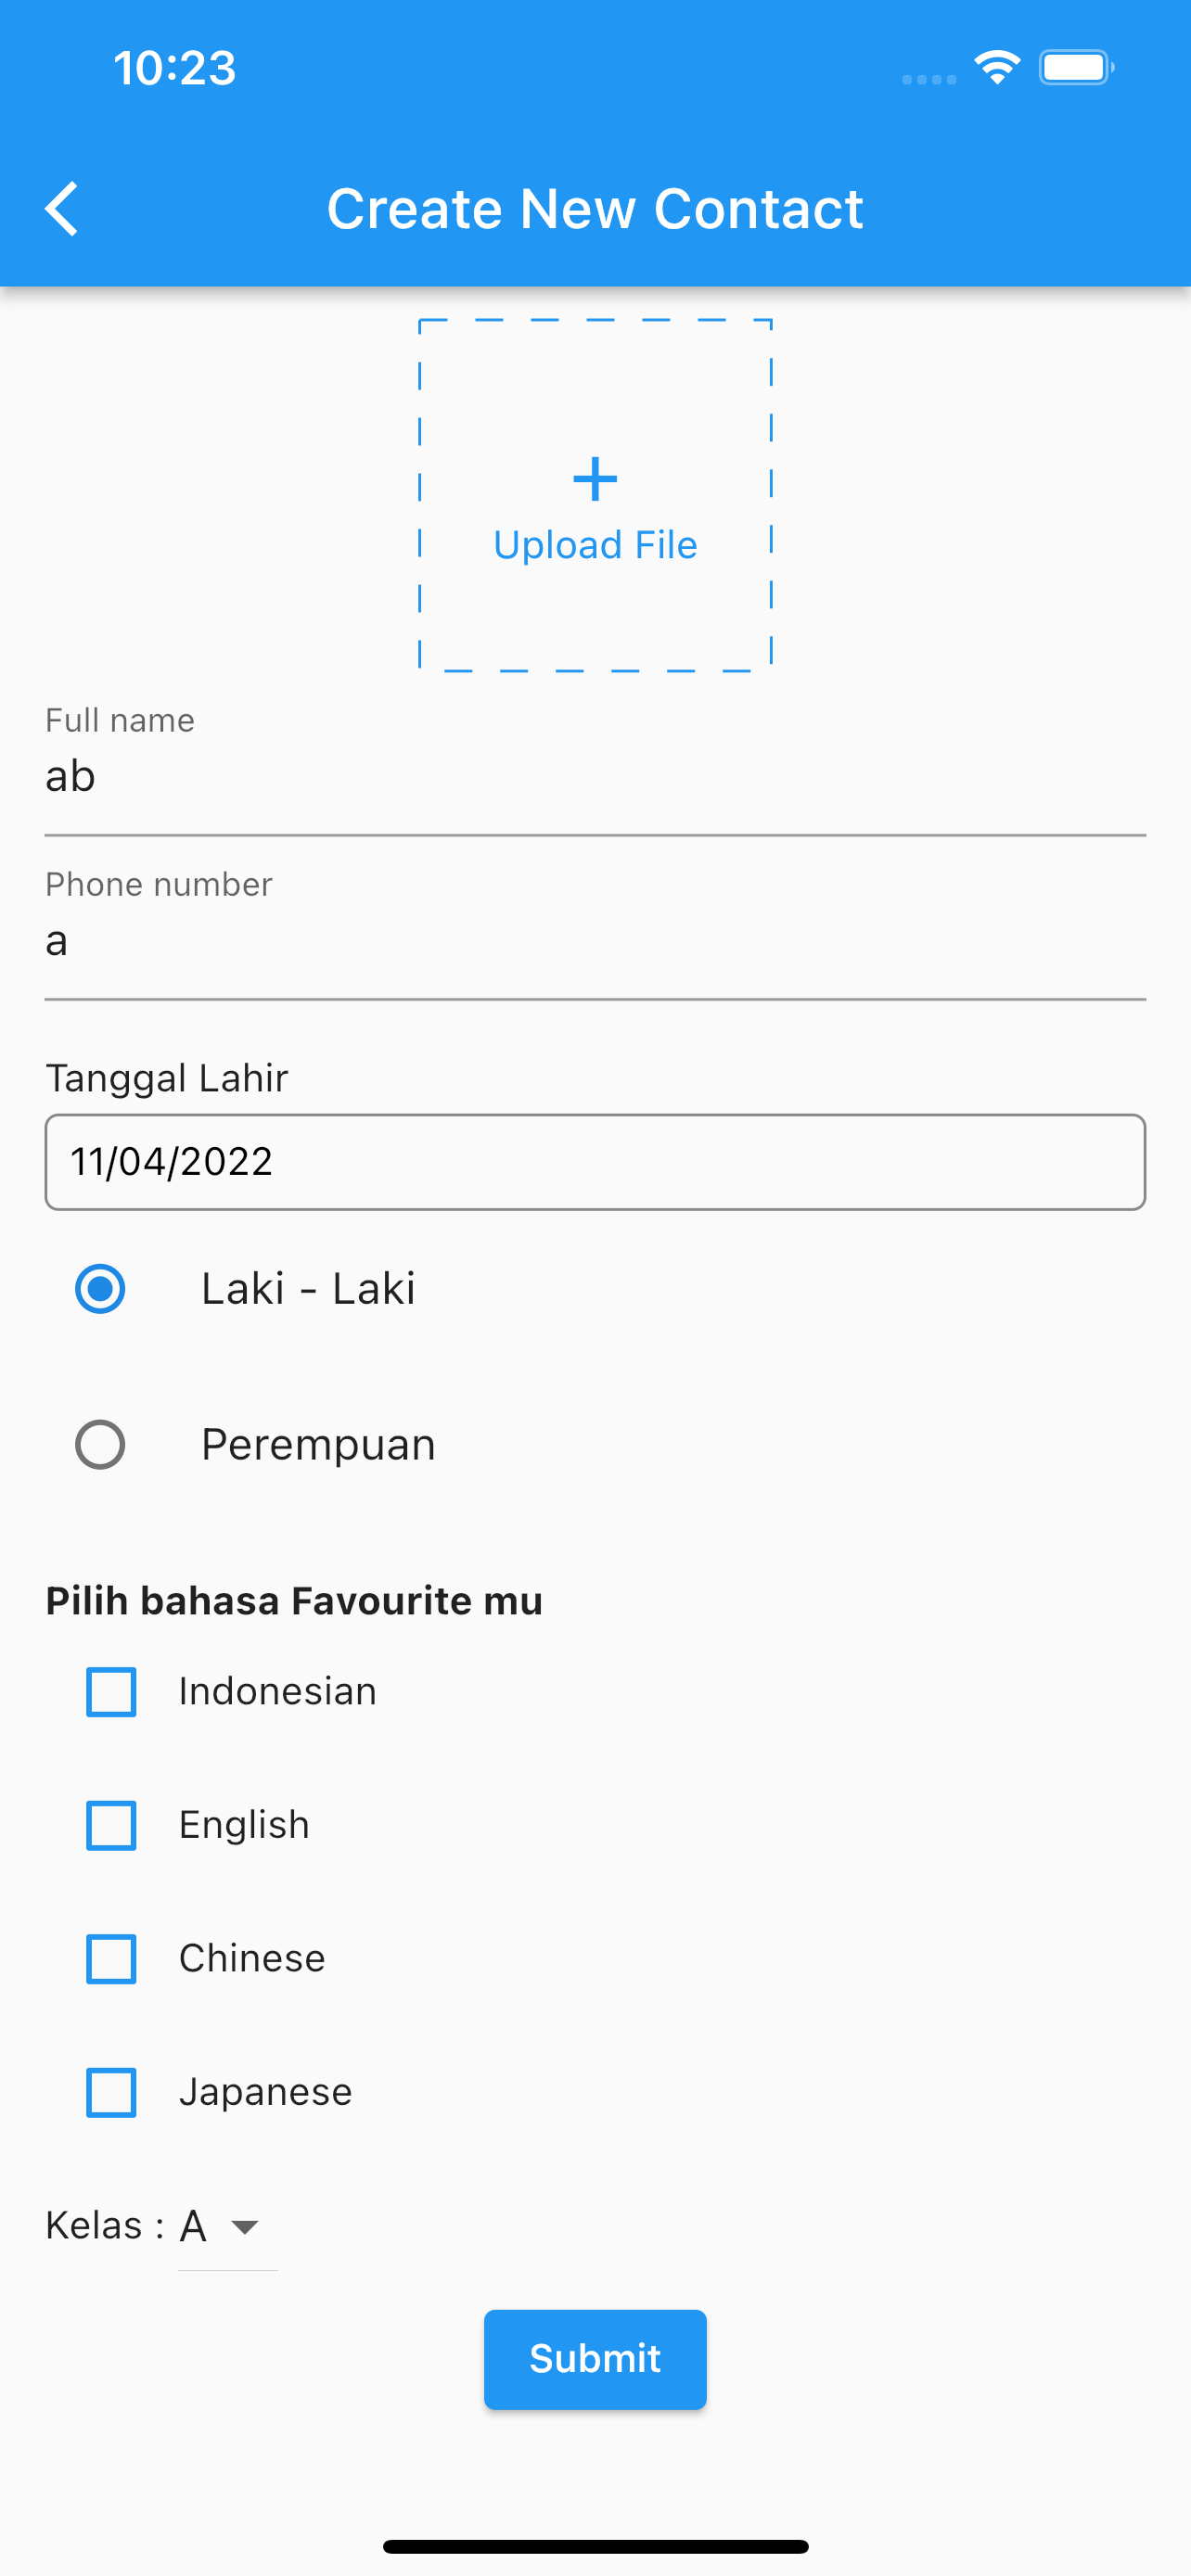 10:23
Create New Contact
+
Upload File
Full name
ab
Phone number
a
Tanggal Lahir
11/04/2022
Laki - Laki
Perempuan
Pilih bahasa Favourite mu
Indonesian
English
Chinese
Japanese
Kelas : A
Submit